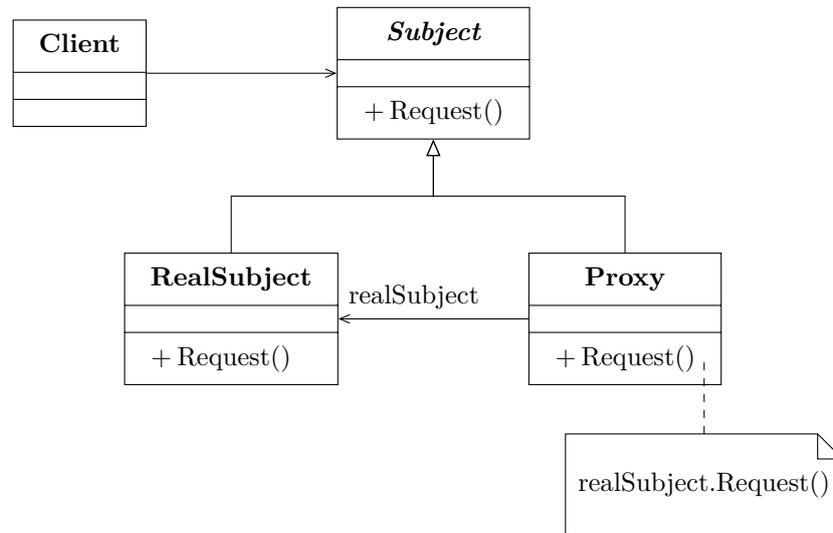 Client
Subject
+ Request()
RealSubject
+ Request()
realSubject
Proxy
+ Request()
realSubject.Request()